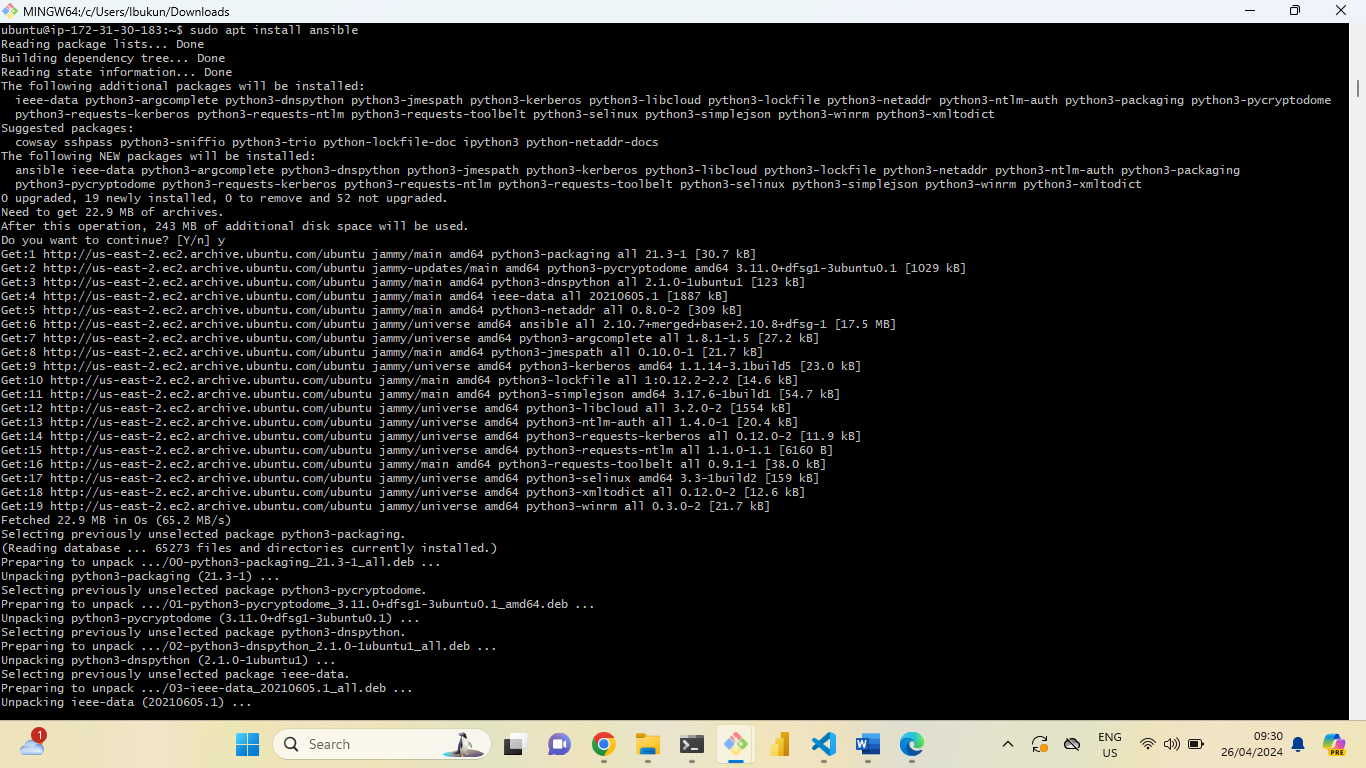 MINGW64:/c/Users/Ibukun/Downloads
ubuntu@ip-172-31-30-183:~$ sudo apt install ansible
Reading package lists... Done
Building dependency tree... Done
Reading state information... Done
The following additional packages will be installed:
  ieee-data python3-argcomplete python3-dnspython python3-jmespath python3-kerberos python3-libcloud python3-lockfile python3-netaddr python3-ntlm-auth python3-packaging python3-pycryptodome
  python3-requests-kerberos python3-requests-ntlm python3-requests-toolbelt python3-selinux python3-simplejson python3-winrm python3-xmltodict
Suggested packages:
  cowsay sshpass python3-sniffio python3-trio python-lockfile-doc ipython3 python-netaddr-docs
The following NEW packages will be installed:
  ansible ieee-data python3-argcomplete python3-dnspython python3-jmespath python3-kerberos python3-libcloud python3-lockfile python3-netaddr python3-ntlm-auth python3-packaging
  python3-pycryptodome python3-requests-kerberos python3-requests-ntlm python3-requests-toolbelt python3-selinux python3-simplejson python3-winrm python3-xmltodict
0 upgraded, 19 newly installed, 0 to remove and 52 not upgraded.
Need to get 22.9 MB of archives.
After this operation, 243 MB of additional disk space will be used.
Do you want to continue? [Y/n] y
Get:1 http://us-east-2.ec2.archive.ubuntu.com/ubuntu jammy/main amd64 python3-packaging all 21.3-1 [30.7 kB]
Get:2 http://us-east-2.ec2.archive.ubuntu.com/ubuntu jammy-updates/main amd64 python3-pycryptodome amd64 3.11.0+dfsg1-3ubuntu0.1 [1029 kB]
Get:3 http://us-east-2.ec2.archive.ubuntu.com/ubuntu jammy/main amd64 python3-dnspython all 2.1.0-1ubuntu1 [123 kB]
Get:4 http://us-east-2.ec2.archive.ubuntu.com/ubuntu jammy/main amd64 ieee-data all 20210605.1 [1887 kB]
Get:5 http://us-east-2.ec2.archive.ubuntu.com/ubuntu jammy/main amd64 python3-netaddr all 0.8.0-2 [309 kB]
Get:6 http://us-east-2.ec2.archive.ubuntu.com/ubuntu jammy/universe amd64 ansible all 2.10.7+merged+base+2.10.8+dfsg-1 [17.5 MB]
Get:7 http://us-east-2.ec2.archive.ubuntu.com/ubuntu jammy/universe amd64 python3-argcomplete all 1.8.1-1.5 [27.2 kB]
Get:8 http://us-east-2.ec2.archive.ubuntu.com/ubuntu jammy/main amd64 python3-jmespath all 0.10.0-1 [21.7 kB]
Get:9 http://us-east-2.ec2.archive.ubuntu.com/ubuntu jammy/universe amd64 python3-kerberos amd64 1.1.14-3.1build5 [23.0 kB]
Get:10 http://us-east-2.ec2.archive.ubuntu.com/ubuntu jammy/main amd64 python3-lockfile all 1:0.12.2-2.2 [14.6 kB]
Get:11 http://us-east-2.ec2.archive.ubuntu.com/ubuntu jammy/main amd64 python3-simplejson amd64 3.17.6-1build1 [54.7 kB]
Get:12 http://us-east-2.ec2.archive.ubuntu.com/ubuntu jammy/universe amd64 python3-libcloud all 3.2.0-2 [1554 kB]
Get:13 http://us-east-2.ec2.archive.ubuntu.com/ubuntu jammy/universe amd64 python3-ntlm-auth all 1.4.0-1 [20.4 kB]
Get:14 http://us-east-2.ec2.archive.ubuntu.com/ubuntu jammy/universe amd64 python3-requests-kerberos all 0.12.0-2 [11.9 kB]
Get:15 http://us-east-2.ec2.archive.ubuntu.com/ubuntu jammy/universe amd64 python3-requests-ntlm all 1.1.0-1.1 [6160 B]
Get:16 http://us-east-2.ec2.archive.ubuntu.com/ubuntu jammy/main amd64 python3-requests-toolbelt all 0.9.1-1 [38.0 kB]
Get:17 http://us-east-2.ec2.archive.ubuntu.com/ubuntu jammy/universe amd64 python3-selinux amd64 3.3-1build2 [159 kB]
Get:18 http://us-east-2.ec2.archive.ubuntu.com/ubuntu jammy/universe amd64 python3-xmltodict all 0.12.0-2 [12.6 kB]
Get:19 http://us-east-2.ec2.archive.ubuntu.com/ubuntu jammy/universe amd64 python3-winrm all 0.3.0-2 [21.7 kB]
Fetched 22.9 MB in 0s (65.2 MB/s)
Selecting previously unselected package python3-packaging.
(Reading database ... 65273 files and directories currently installed.)
Preparing to unpack .../00-python3-packaging_21.3-1_all.deb ...
Unpacking python3-packaging (21.3-1) ...
Selecting previously unselected package python3-pycryptodome.
Preparing to unpack .../01-python3-pycryptodome_3.11.0+dfsg1-3ubuntu0.1_amd64.deb ...
Unpacking python3-pycryptodome (3.11.0+dfsg1-3ubuntu0.1) ...
Selecting previously unselected package python3-dnspython.
Preparing to unpack .../02-python3-dnspython_2.1.0-1ubuntu1_all.deb ...
Unpacking python3-dnspython (2.1.0-1ubuntu1) ...
Selecting previously unselected package ieee-data.
Preparing to unpack .../03-ieee-data_20210605.1_all.deb ...
Unpacking ieee-data (20210605.1) ...
1
Search
W
ENG
US
09:30
26/04/2024
PRE